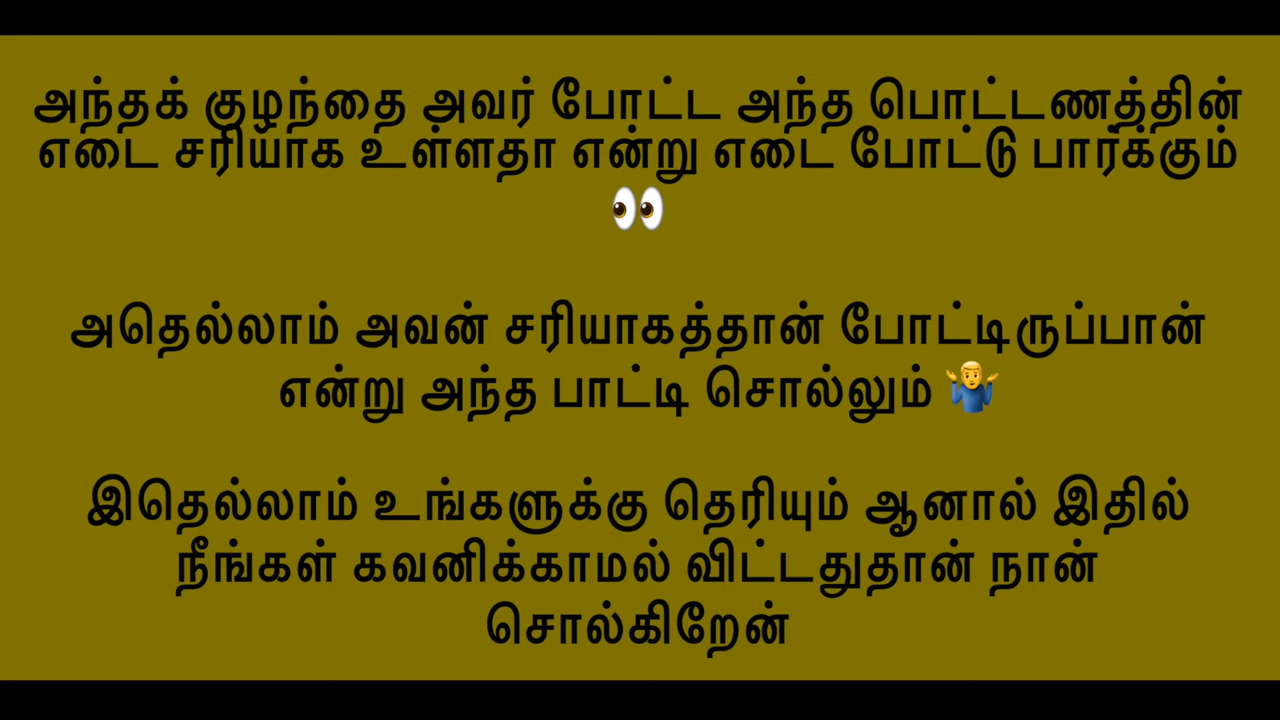 அந்தக் குழந்தை அவர் போட்ட அந்த பொட்டணத்தின்
எடை சரியாக உள்ளதா என்று எடை போட்டு பார்க்கும்
👀
அதெல்லாம் அவன் சரியாகத்தான் போட்டிருப்பான்
என்று அந்த பாட்டி சொல்லும் 🤷‍♂️
இதெல்லாம் உங்களுக்கு தெரியும் ஆனால் இதில்
நீங்கள் கவனிக்காமல் விட்டதுதான் நான்
சொல்கிறேன்